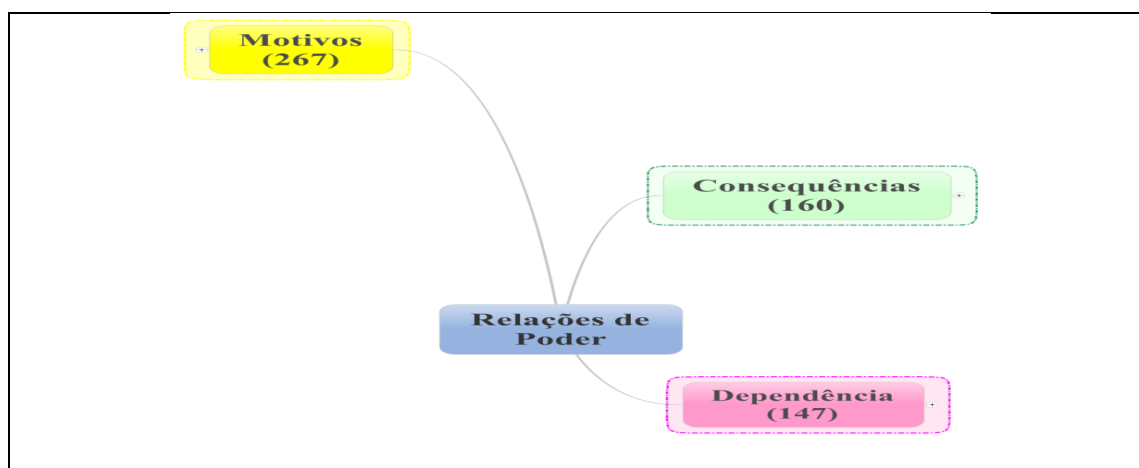 Motivos
(267)
Consequências
(160)
Relações de
Poder
Dependência
(147)